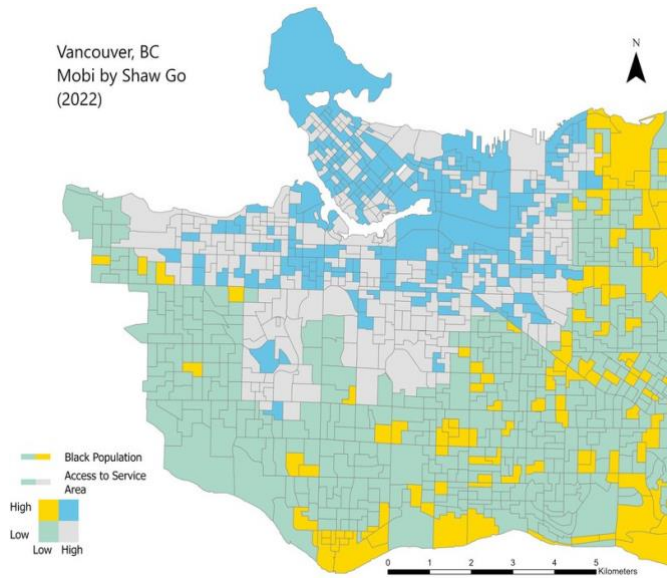 Vancouver, BC
Mobi by Shaw Go
(2022)
N
Black Population
Access to Service
Area
High
Low
Low High
0 1 2 3 4 5
Kilometers